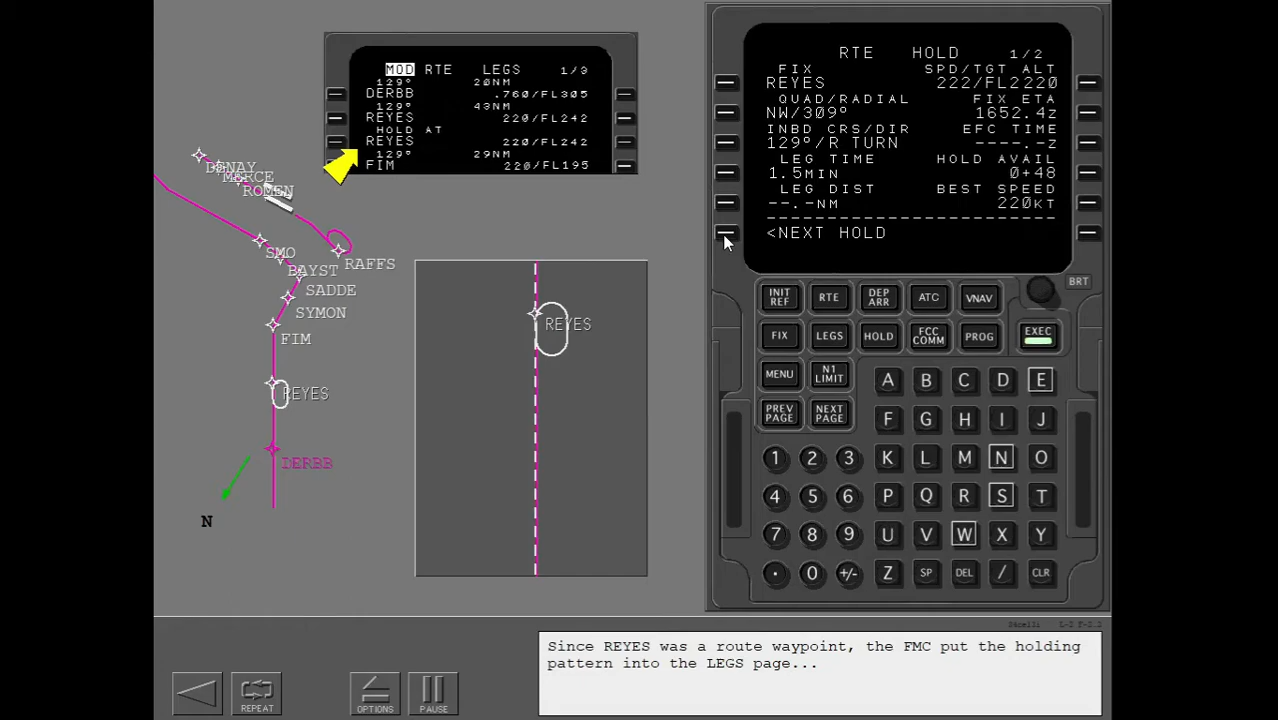 MOD RTE LEGS 1/3
129° 20NM
DERBB .760/FL305
129° 43NM
REYES 220/FL242
HOLD AT
REYES 220/FL242
129° 29NM
FIM 220/FL195
RTE HOLD 1/2
FIX SPD/TGT ALT
REYES 222/FL2220
QUAD/RADIAL FIX ETA
NW/309° 1652.4z
INBD CRS/DIR EFC TIME
129°/R TURN ----.-z
LEG TIME HOLD AVAIL
1.5MIN 0+48
LEG DIST BEST SPEED
--.-NM 220KT
--------------------------------
<NEXT HOLD
BRT
MERCE
ROMEN
SMO
RAFFS
BAYST
SADDE
SYMON
FIM
REYES
DERBB
N
REYES
INIT REF
RTE
DEP ARR
ATC
VNAV
FIX
LEGS
HOLD
FCC COMM
PROG
EXEC
MENU
N1 LIMIT
PREV PAGE
NEXT PAGE
A B C D E
F G H I J
1 2 3 K L M N O
4 5 6 P Q R S T
7 8 9 U V W X Y
. 0 +/- Z SP DEL / CLR
Since REYES was a route waypoint, the FMC put the holding
pattern into the LEGS page...
REPEAT
OPTIONS
PAUSE